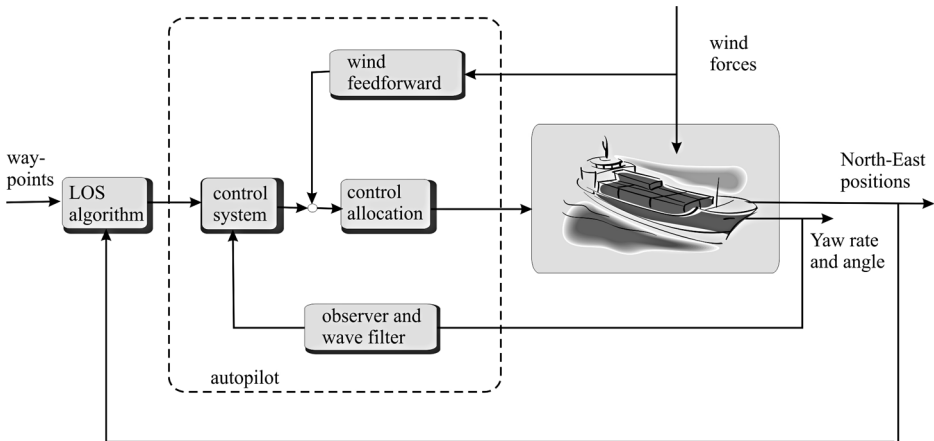 wind
feedforward
wind
forces
way-
points
LOS
algorithm
control
system
control
allocation
North-East
positions
Yaw rate
and angle
observer and
wave filter
autopilot